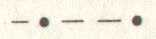 — • — — •